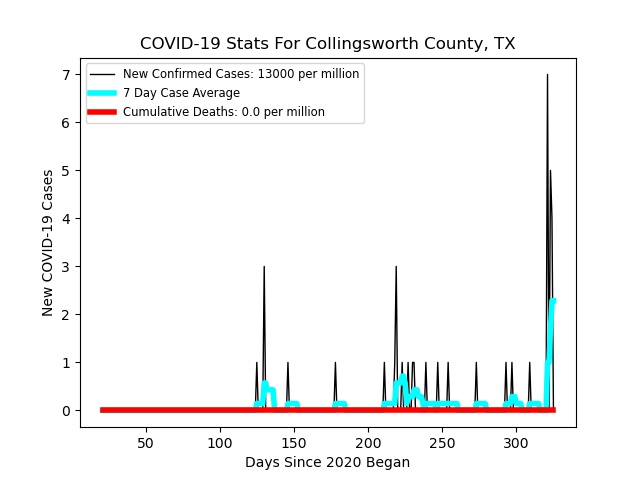 COVID-19 Stats For Collingsworth County, TX
New Confirmed Cases: 13000 per million
7 Day Case Average
Cumulative Deaths: 0.0 per million
New COVID-19 Cases
7
6
5
4
3
2
1
0
50 100 150 200 250 300
Days Since 2020 Began